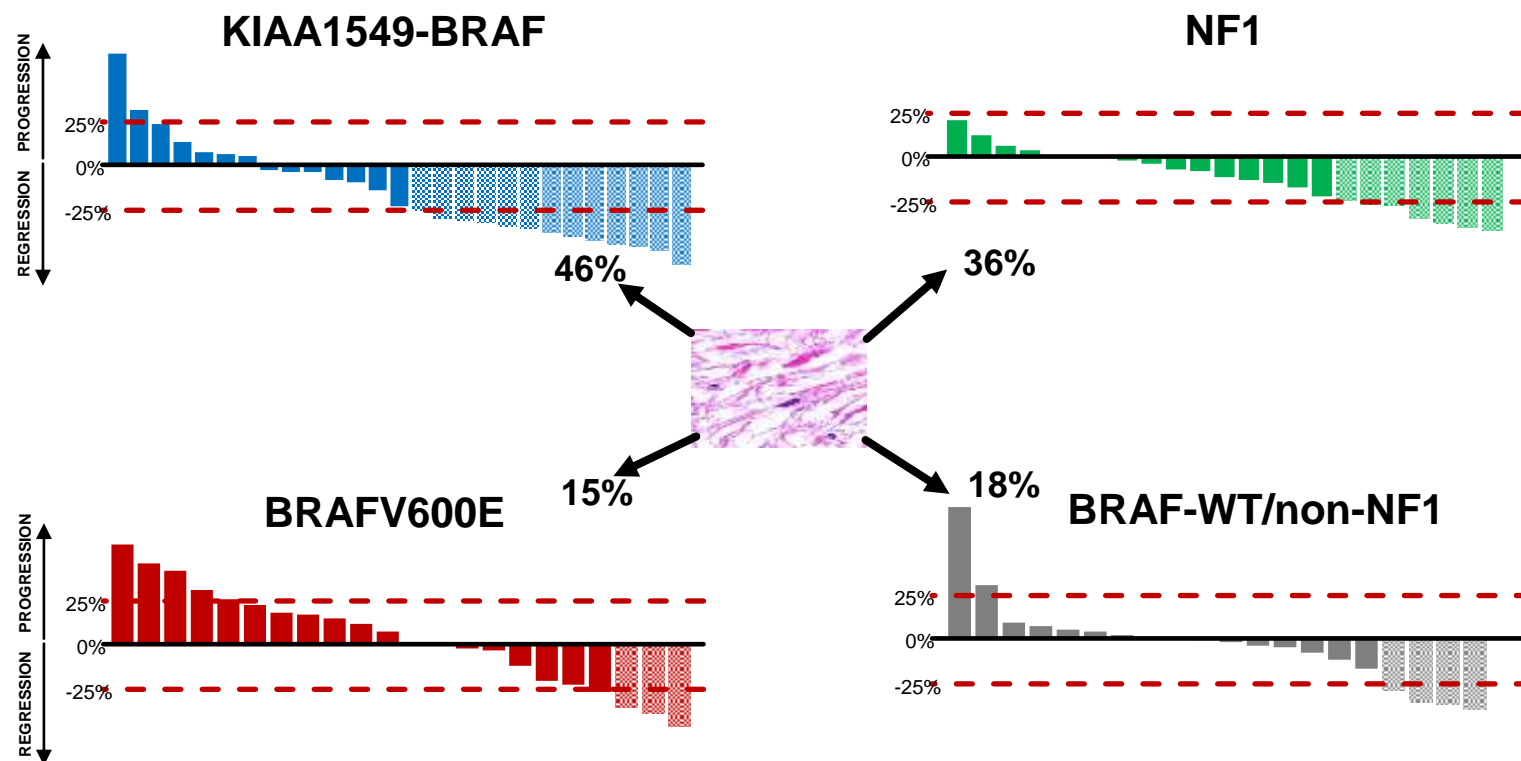 KIAA1549-BRAF
PROGRESSION
REGRESSION
25%
0%
-25%
46%
NF1
25%
0%
-25%
36%
15%
BRAFV600E
PROGRESSION
REGRESSION
25%
0%
-25%
18%
BRAF-WT/non-NF1
25%
0%
-25%